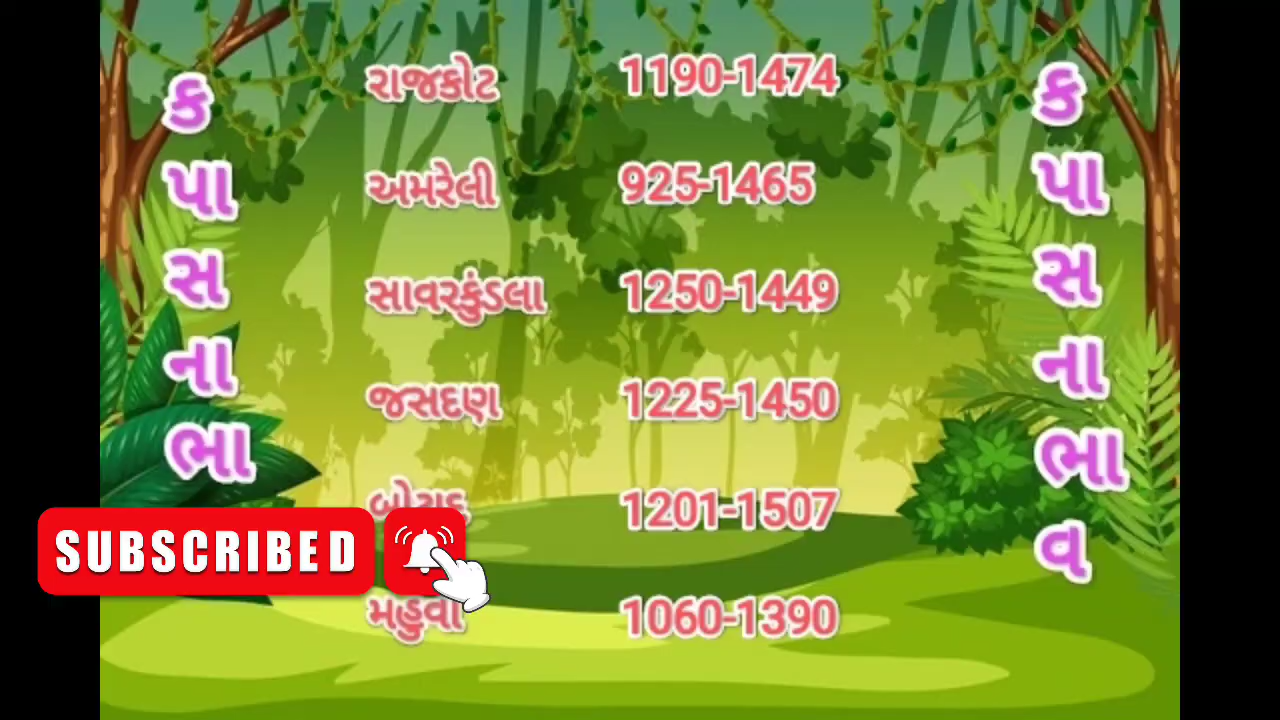 ક
પા
સ
ના
ભા
રાજકોટ 1190-1474
અમરેલી 925-1465
સાવરકુંડલા 1250-1449
જસદણ 1225-1450
1201-1507
મહુવા 1060-1390
ક
પા
સ
ના
ભા
વ
SUBSCRIBED